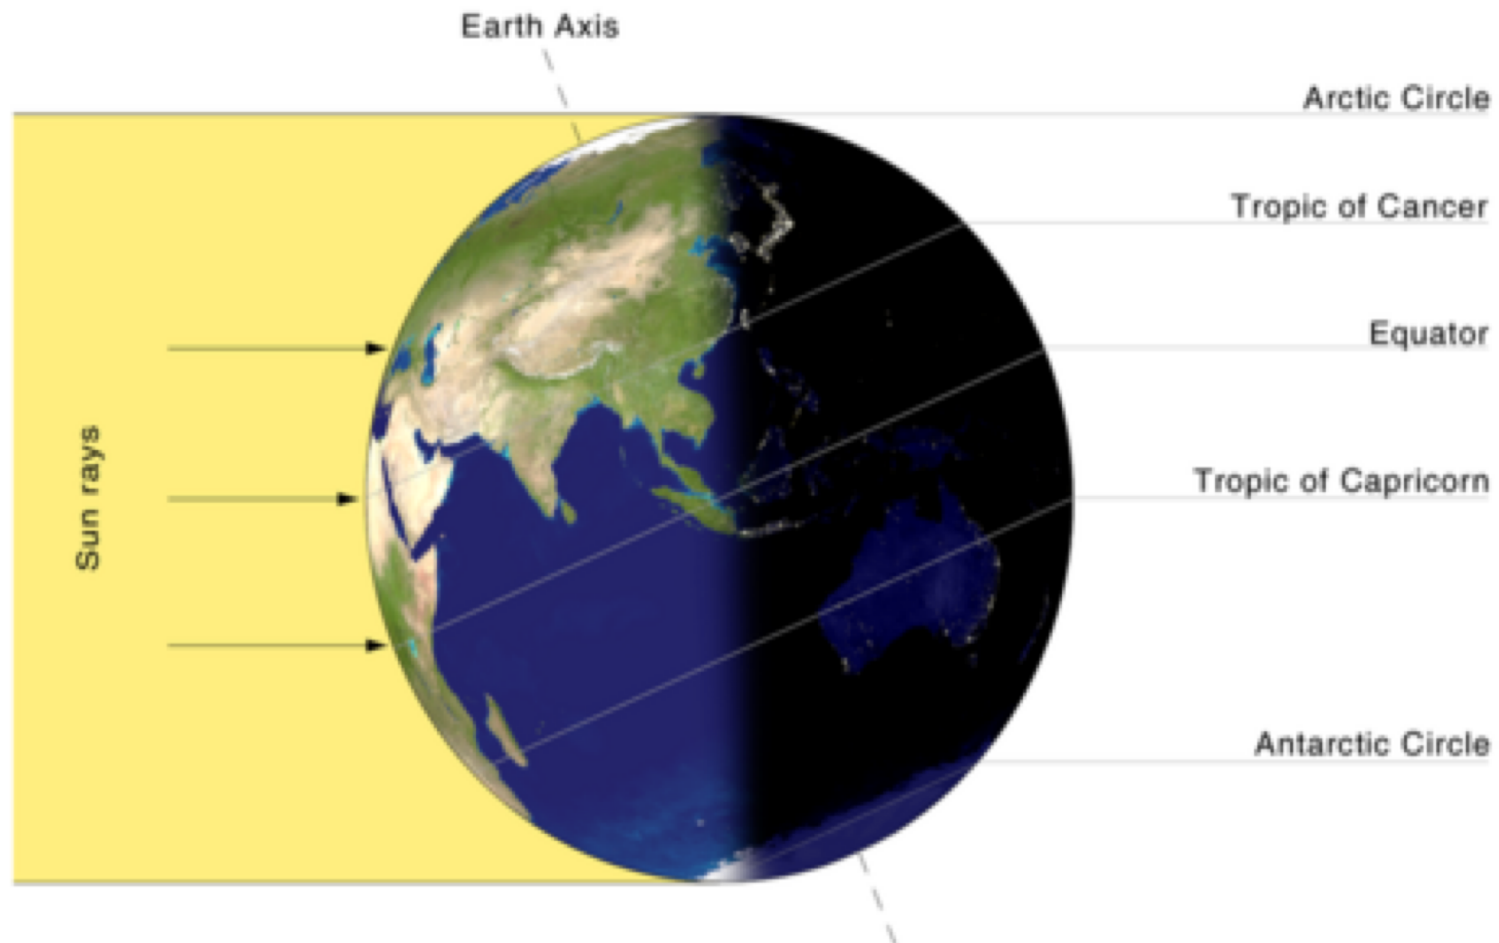 Earth Axis
Arctic Circle
Tropic of Cancer
Equator
Tropic of Capricorn
Antarctic Circle
Sun rays